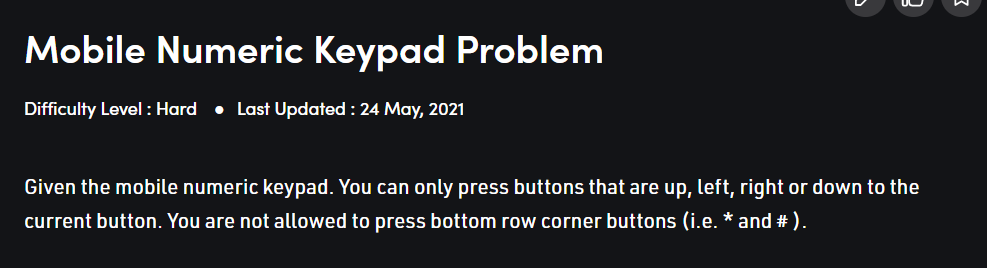 Mobile Numeric Keypad Problem
Difficulty Level : Hard ● Last Updated : 24 May, 2021
Given the mobile numeric keypad. You can only press buttons that are up, left, right or down to the
current button. You are not allowed to press bottom row corner buttons (i.e. * and # ).